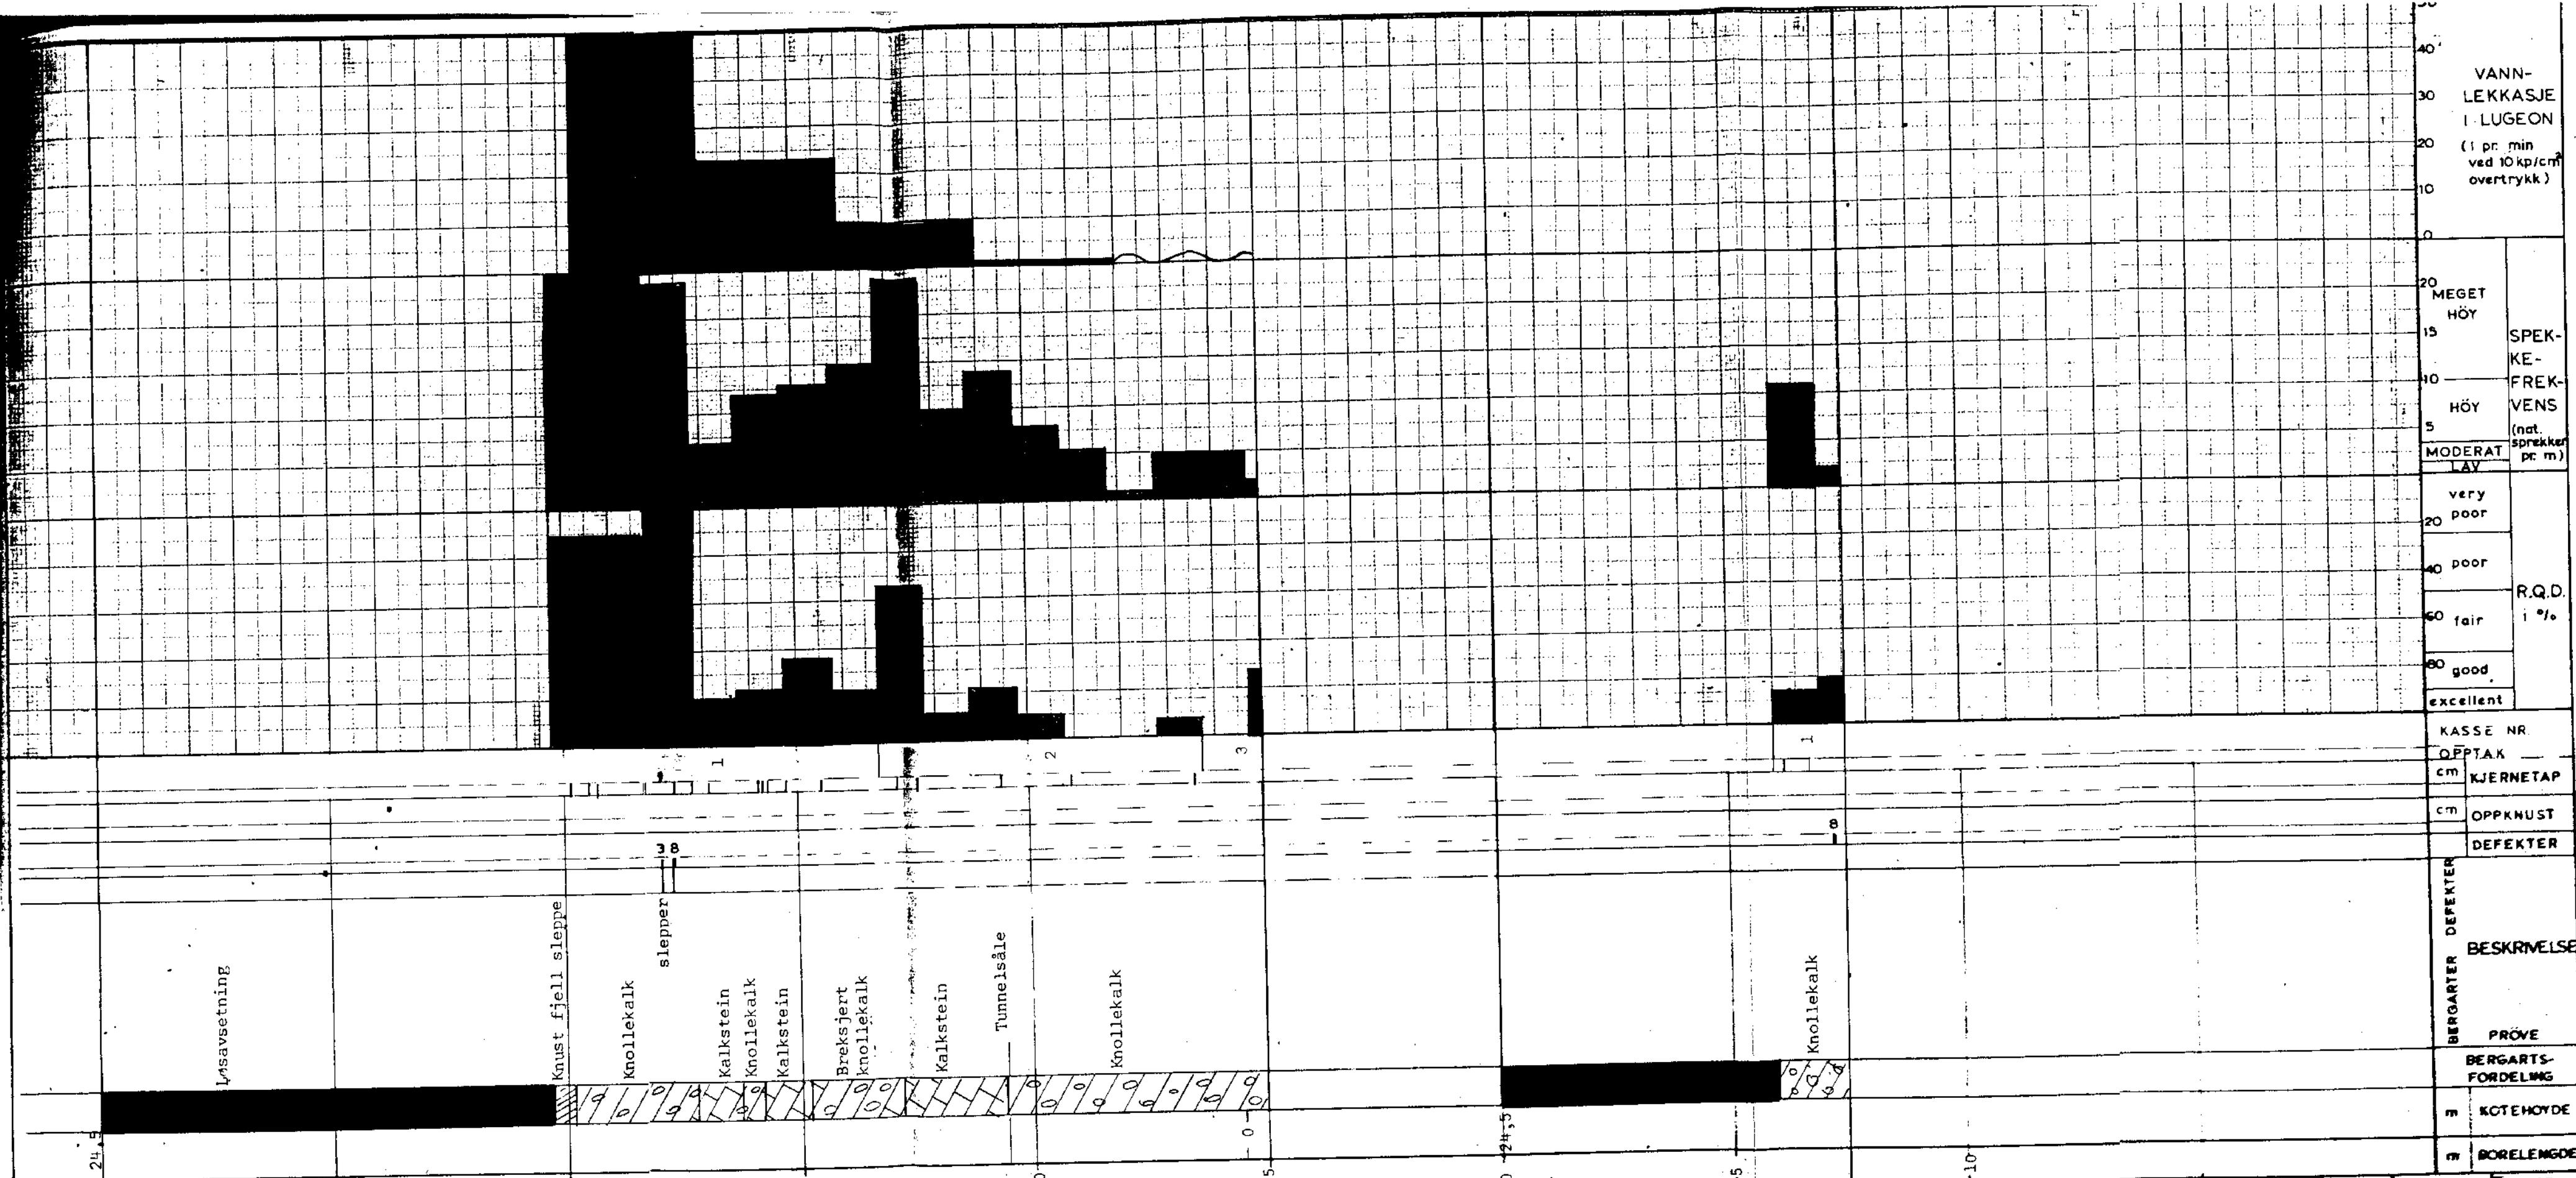 40
30
20
10
0
VANN-
LEKKASJE
I LUGEON
(l pr. min
ved 10 kp/cm²
overtrykk)
20
15
10
5
MEGET
HÖY
HÖY
MODERAT
LAV
SPEK-
KE-
FREK-
VENS
(nat.
sprekker
pr. m)
20
40
60
80
very
poor
poor
fair
good
excellent
R.Q.D.
i %
KASSE NR.
OPPTAK
cm KJERNETAP
cm OPPKNUST
DEFEKTER
BERGARTER DEFEKTER
BESKRIVELSE
PRÖVE
BERGARTS-
FORDELING
m KOTEHÖYDE
m BORELENGDE
1
2
3
1
3 8
8
Løsavsetning
Knust fjell sleppe
Knollekalk
slepper
Kalkstein
Knollekalk
Kalkstein
Breksjert
knollekalk
Kalkstein
Tunnelsåle
Knollekalk
Knollekalk
24,5
0
5
0
24,5
5
10